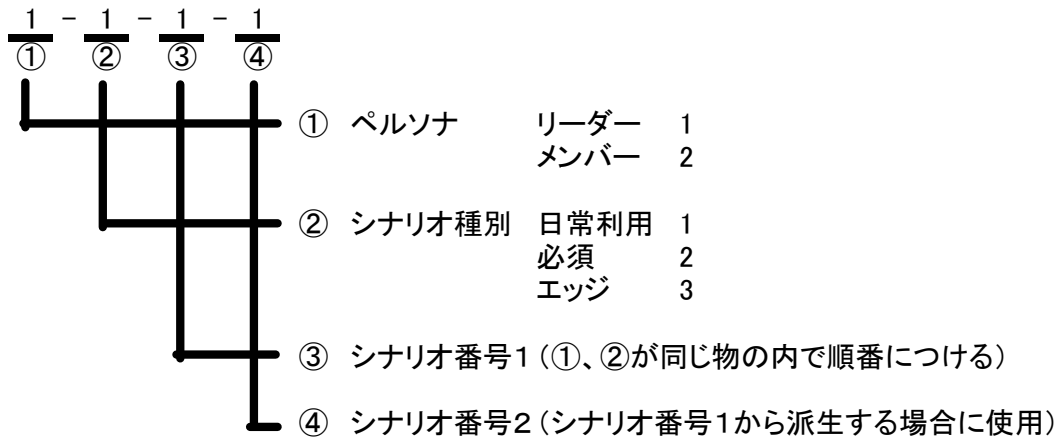 1 - 1 - 1 - 1
① ② ③ ④
① ペルソナ リーダー 1
メンバー 2
② シナリオ種別 日常利用 1
必須 2
エッジ 3
③ シナリオ番号1(①、②が同じ物の内で順番につける)
④ シナリオ番号2(シナリオ番号1から派生する場合に使用)